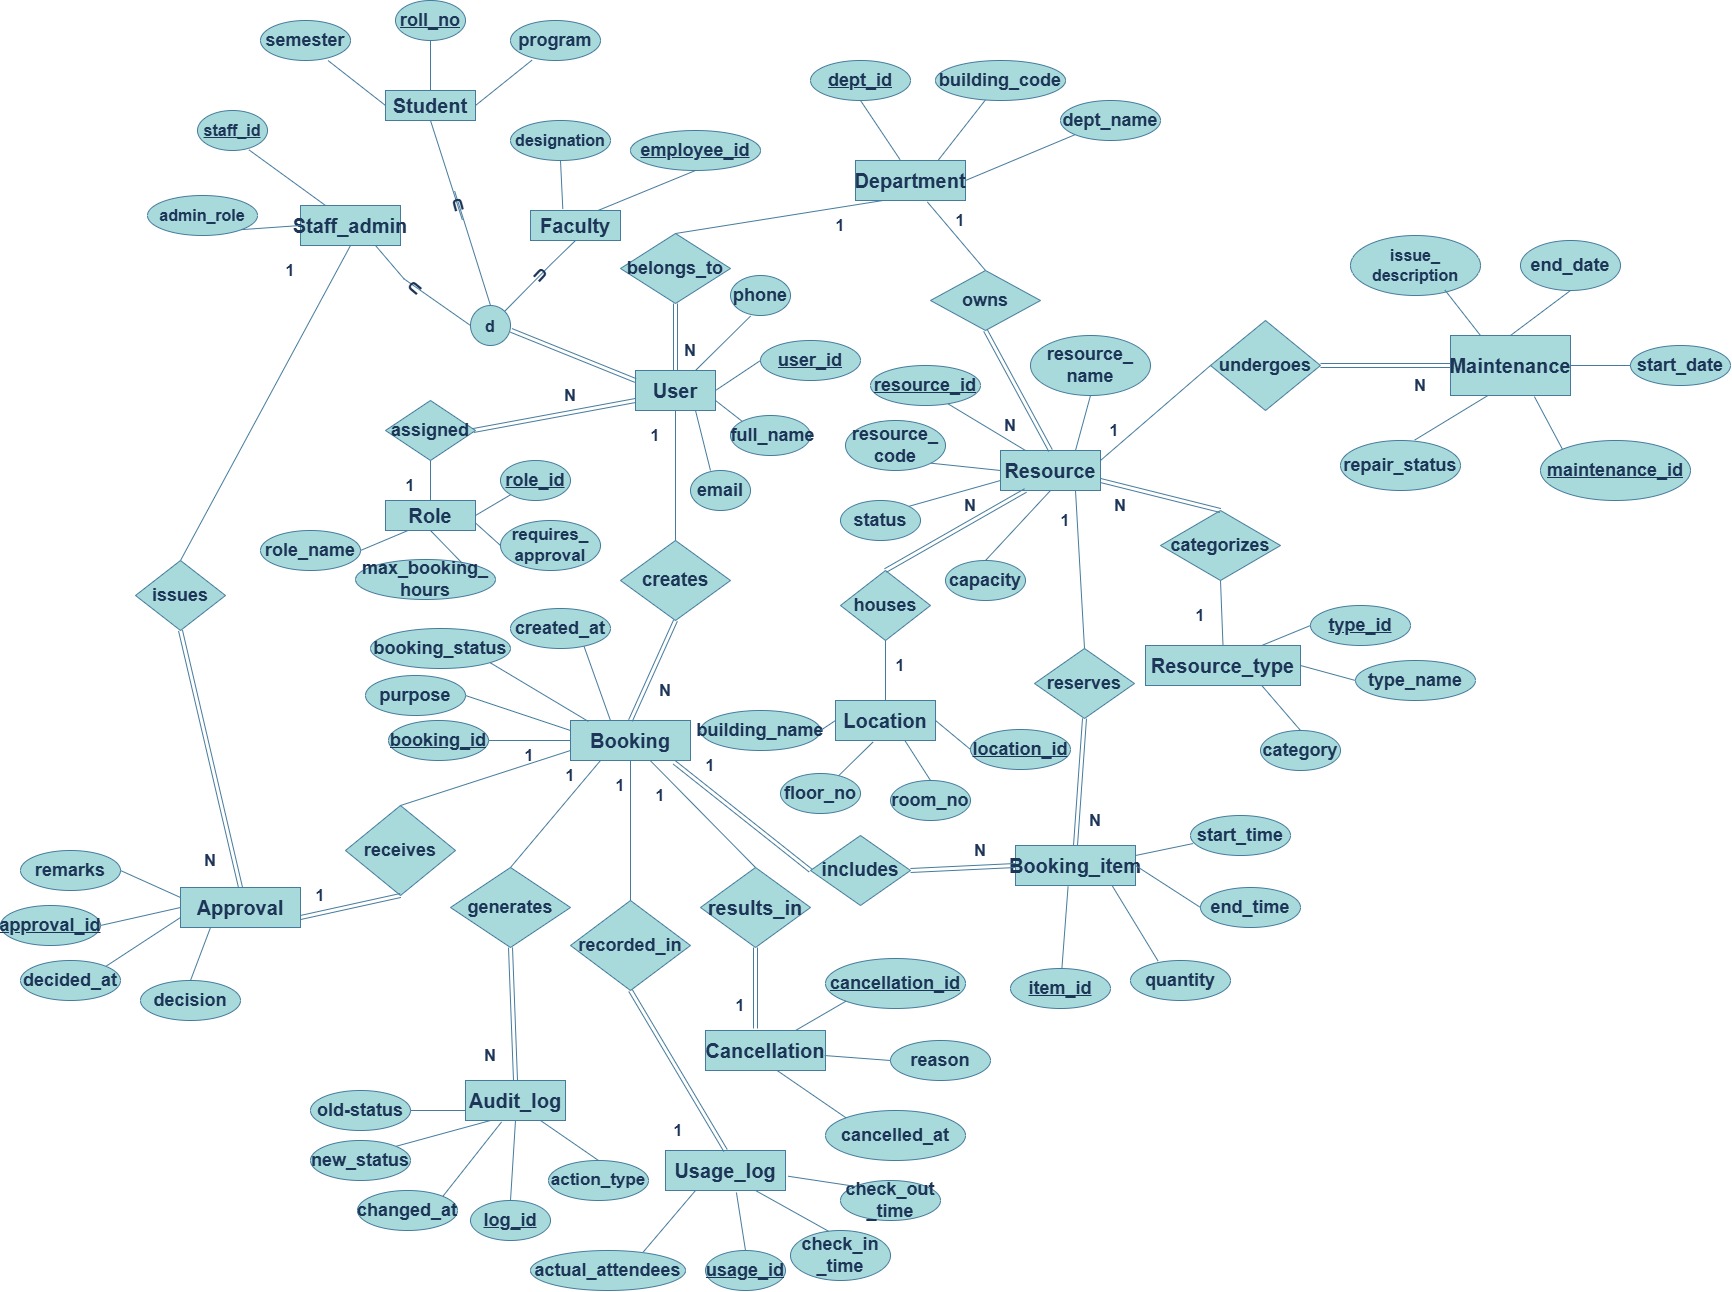 roll_no
semester
program
Student
dept_id
building_code
staff_id
dept_name
designation
employee_id
Department
admin_role
Staff_admin
Faculty
1
1
1
U
U
U
belongs_to
issue_
description
end_date
phone
owns
d
N
user_id
resource_
name
undergoes
Maintenance
start_date
User
resource_id
N
N
assigned
1
full_name
N
1
resource_
code
repair_status
maintenance_id
Resource
1
role_id
email
N
1
N
Role
status
role_name
requires_
approval
categorizes
max_booking_
hours
creates
capacity
issues
houses
1
created_at
type_id
booking_status
1
Resource_type
type_name
reserves
purpose
N
building_name
Location
booking_id
Booking
location_id
category
1
1
1
1
1
floor_no
room_no
N
start_time
receives
N
N
includes
Booking_item
remarks
1
Approval
generates
results_in
end_time
approval_id
recorded_in
decided_at
decision
cancellation_id
item_id
quantity
1
N
Cancellation
reason
Audit_log
old-status
1
cancelled_at
new_status
action_type
Usage_log
check_out
_time
changed_at
log_id
check_in
_time
actual_attendees
usage_id